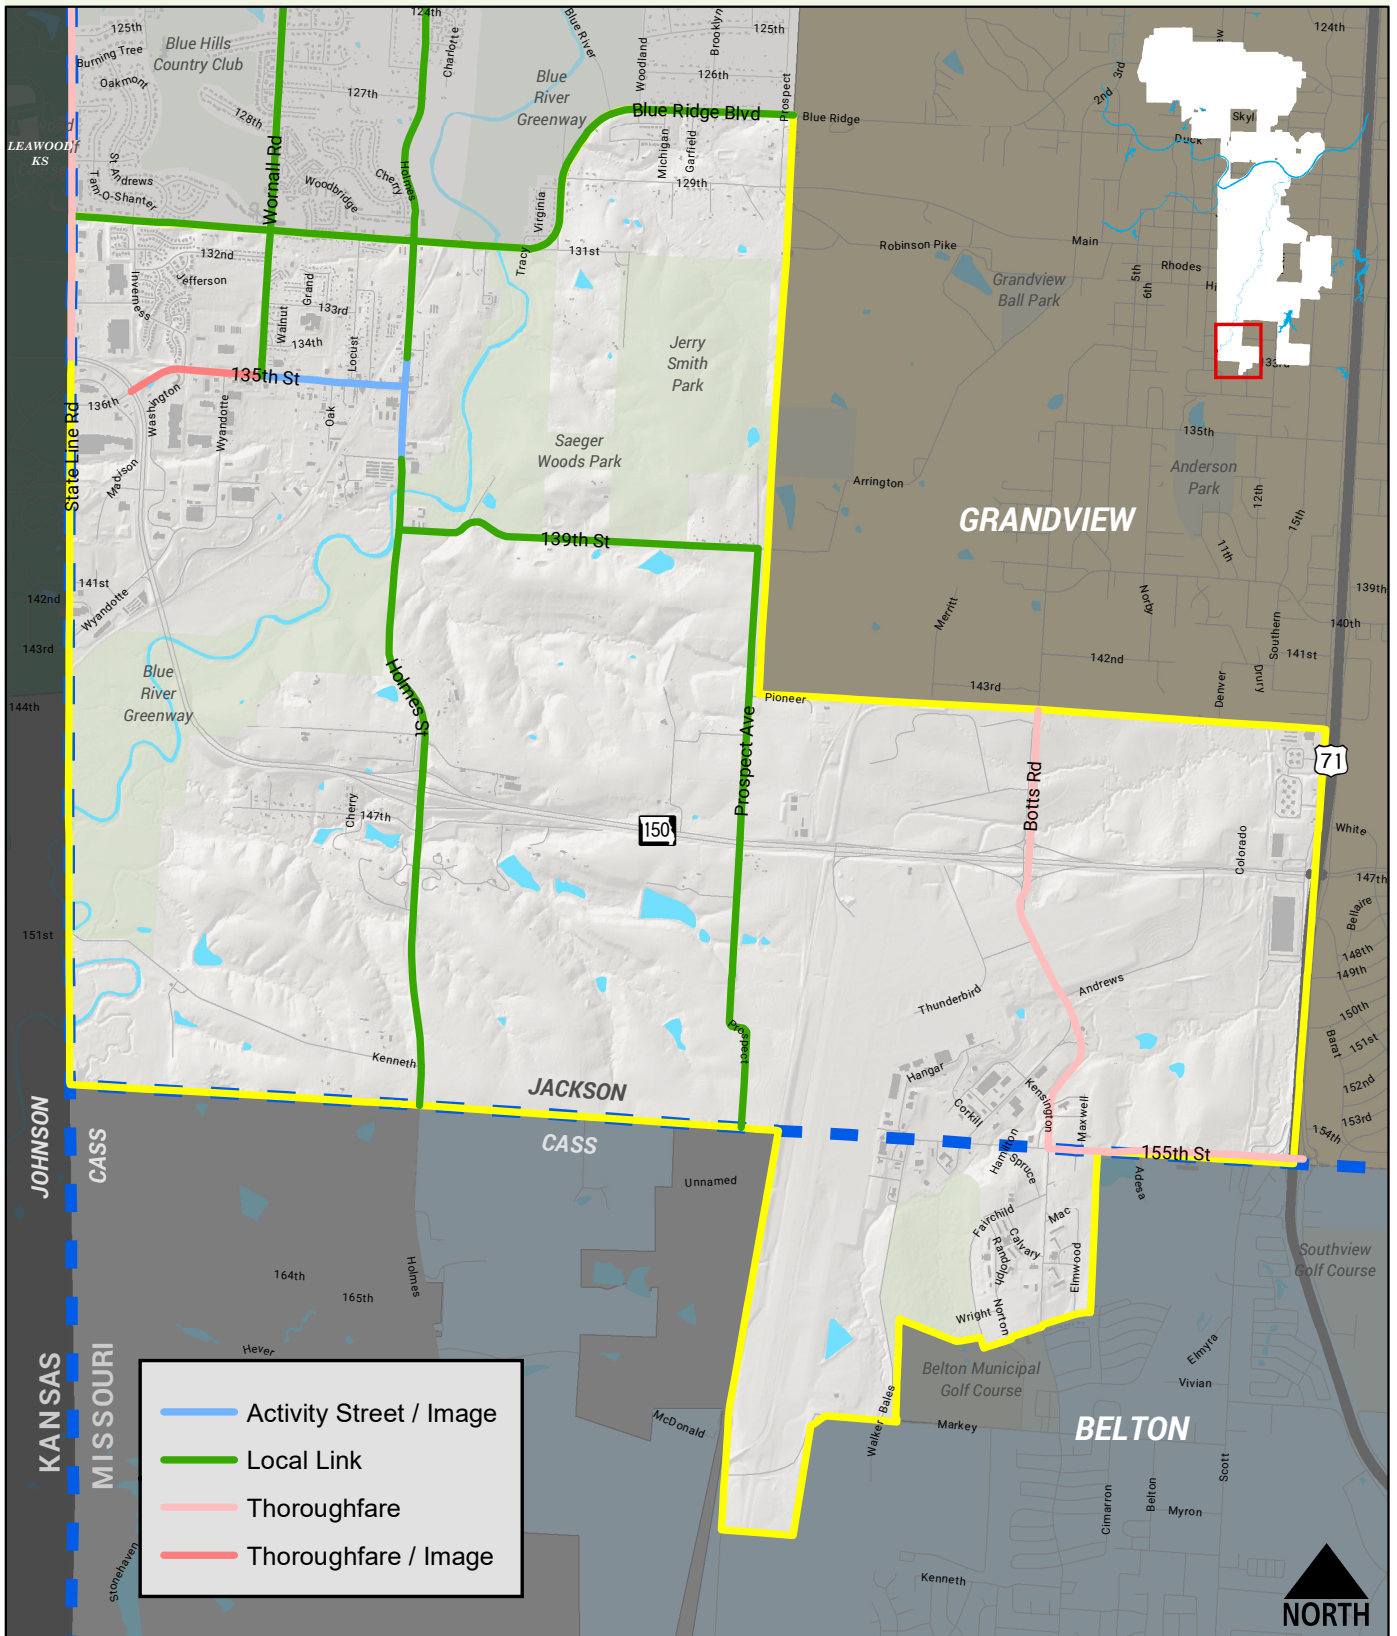 124th
125th
Blue Hills
Country Club
Burning Tree
Oakmont
Charlotte
Blue River
Woodland
Brooklyn
125th
126th
Prospect
127th
128th
Blue
River
Greenway
Blue Ridge Blvd
Blue Ridge
LEAWOOD
KS
St. Andrews
Tam-O-Shanter
Wornall Rd
Woodbridge
Cherry
Holmes
Michigan
Garfield
129th
Virginia
Tracy
131st
132nd
Jefferson
Inverness
Grand
133rd
Walnut
134th
Locust
135th St
136th
Washington
Wyandotte
Oak
State Line Rd
Madison
Jerry
Smith
Park
Saeger
Woods Park
139th St
141st
142nd
Wyandotte
143rd
144th
Blue
River
Greenway
Holmes St
Prospect Ave
Pioneer
124th
3rd
2nd
Skyl
Duck
Robinson Pike
Main
Rhodes
5th
6th
Grandview
Ball Park
133rd
135th
Anderson
Park
Arrington
GRANDVIEW
12th
15th
11th
139th
140th
Merritt
Norby
Southern
141st
142nd
Drury
Denver
143rd
71
Botts Rd
White
Colorado
147th
Bellaire
148th
149th
150th
Barat
151st
152nd
153rd
154th
Cherry
147th
150
151st
Thunderbird
Andrews
Prospect
Kenneth
Hangar
Corkill
Kensington
Maxwell
Hamilton
Spruce
155th St
Adesa
JACKSON
CASS
JOHNSON
CASS
Unnamed
Fairchild
Mac
Calvary
Randolph
Elmwood
Wright
Norton
Southview
Golf Course
164th
Holmes
165th
Hever
KANSAS
MISSOURI
Belton Municipal
Golf Course
Elmyra
Vivian
McDonald
Walker
Bales
Markey
BELTON
Scott
Cimarron
Belton
Myron
Kenneth
Stonehaven
Activity Street / Image
Local Link
Thoroughfare
Thoroughfare / Image
NORTH